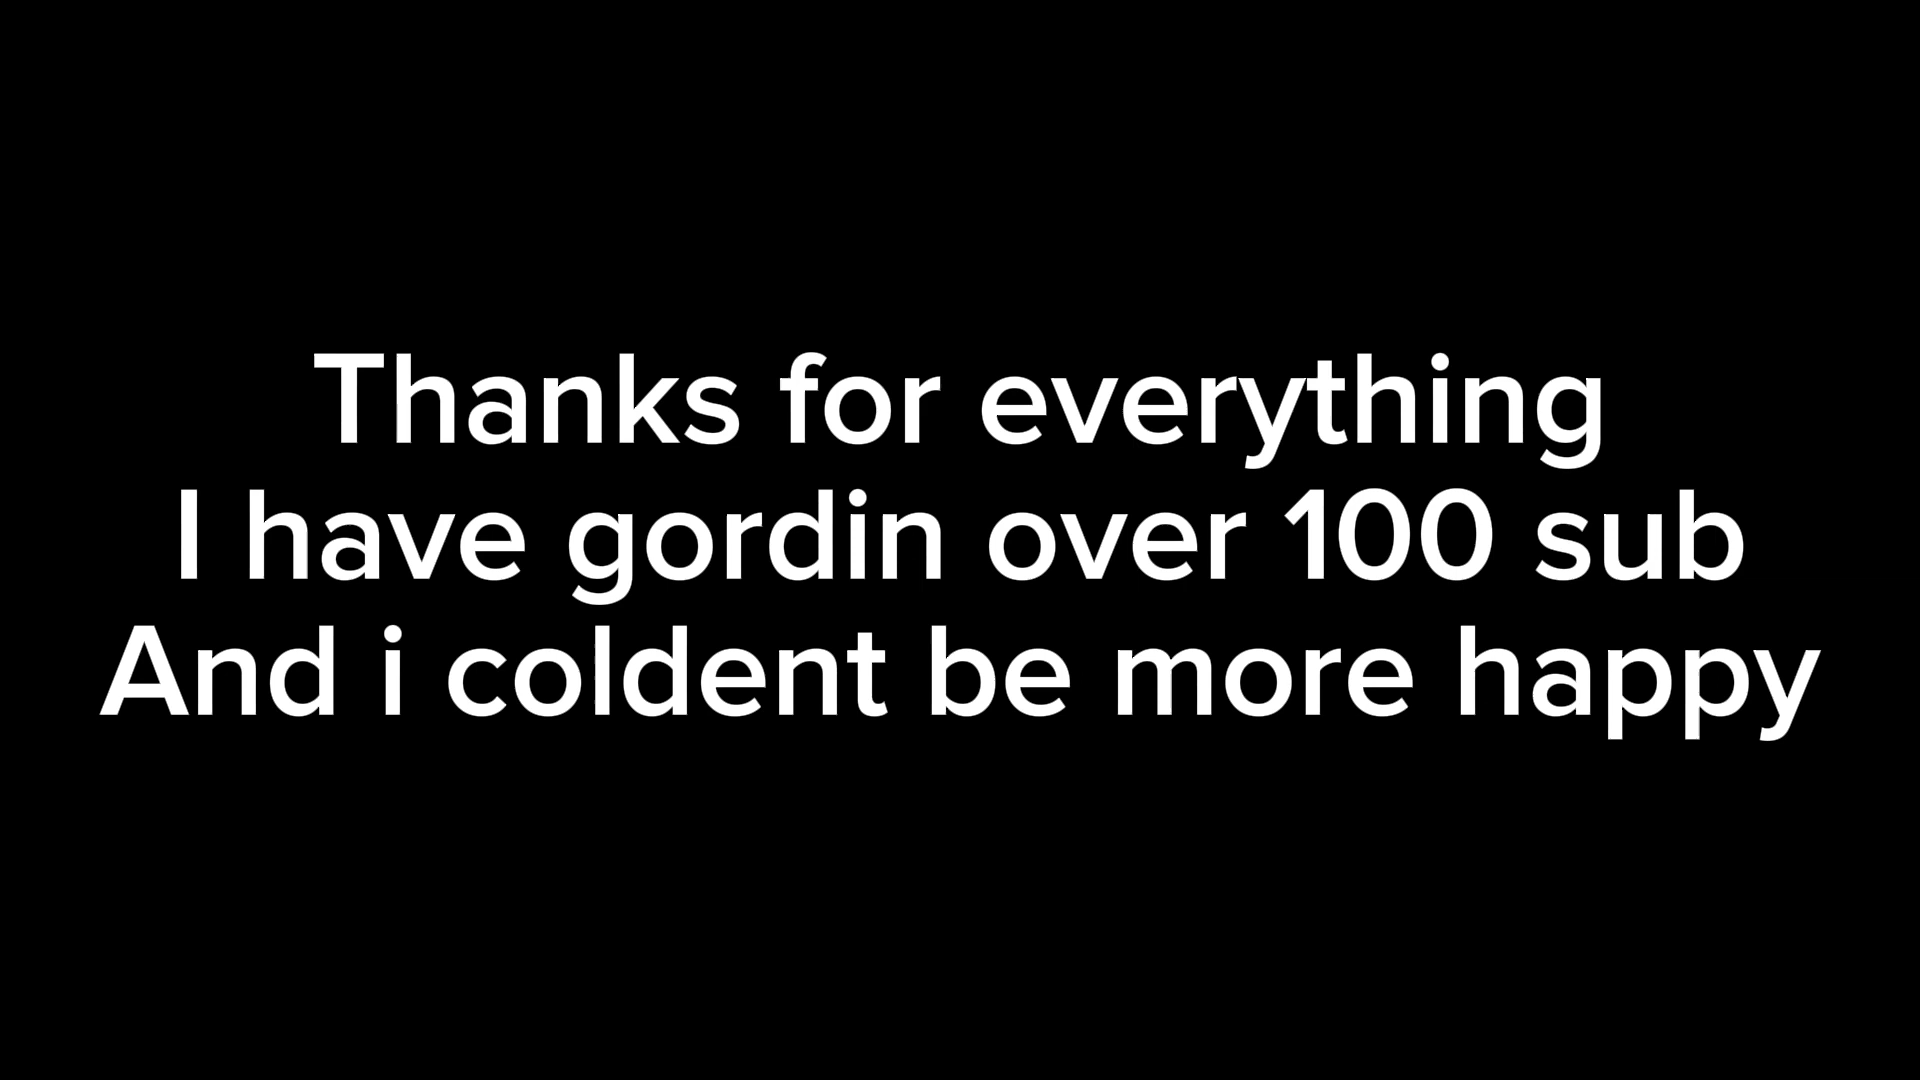 Thanks for everything
I have gordin over 100 sub
And i coldent be more happy